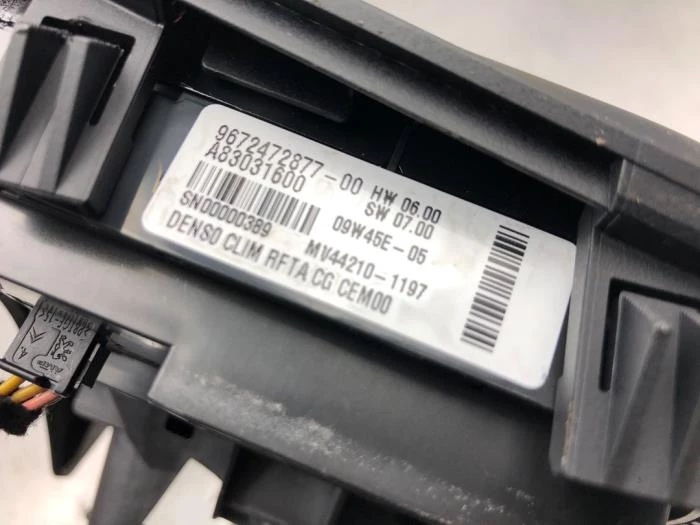 9672472877-00 HW 06.00
A83031600 SW 07.00
SN00000389 09W45E-05
MV44210-1197
DENSO CLIM RFTA CG CEM00